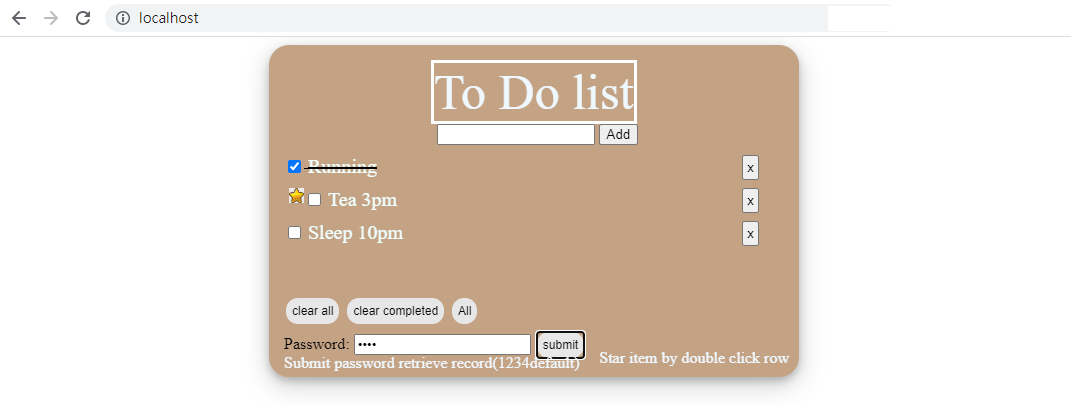 localhost
To Do list
Add
Running x
Tea 3pm x
Sleep 10pm x
clear all clear completed All
Password: •••• submit
Submit password retrieve record(1234default) Star item by double click row